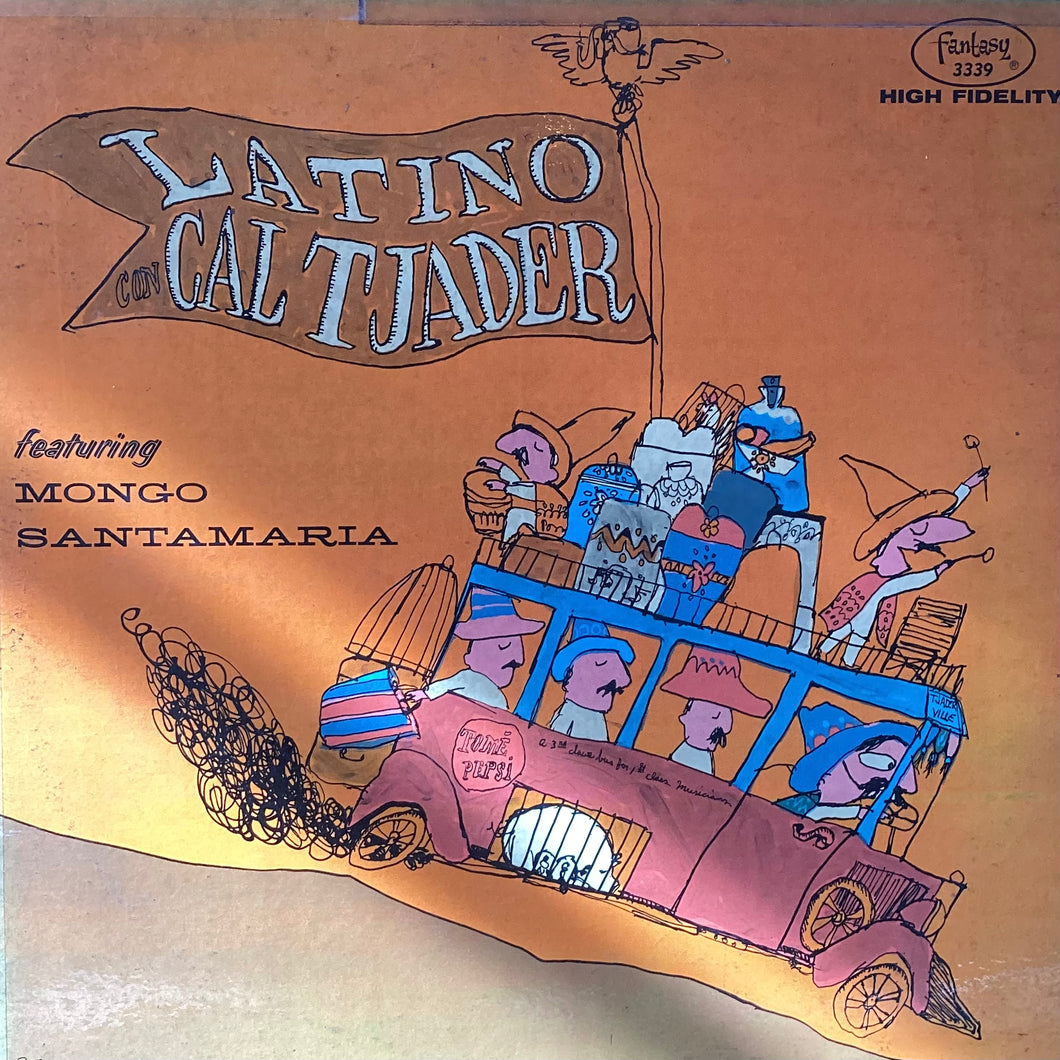 fantasy
3339 ®
HIGH FIDELITY
LATINO
CON CAL TJADER
featuring
MONGO
SANTAMARIA
TJADER
VILLE
TOMÉ
PEPSI
a 3rd class bus for 1st class musicians